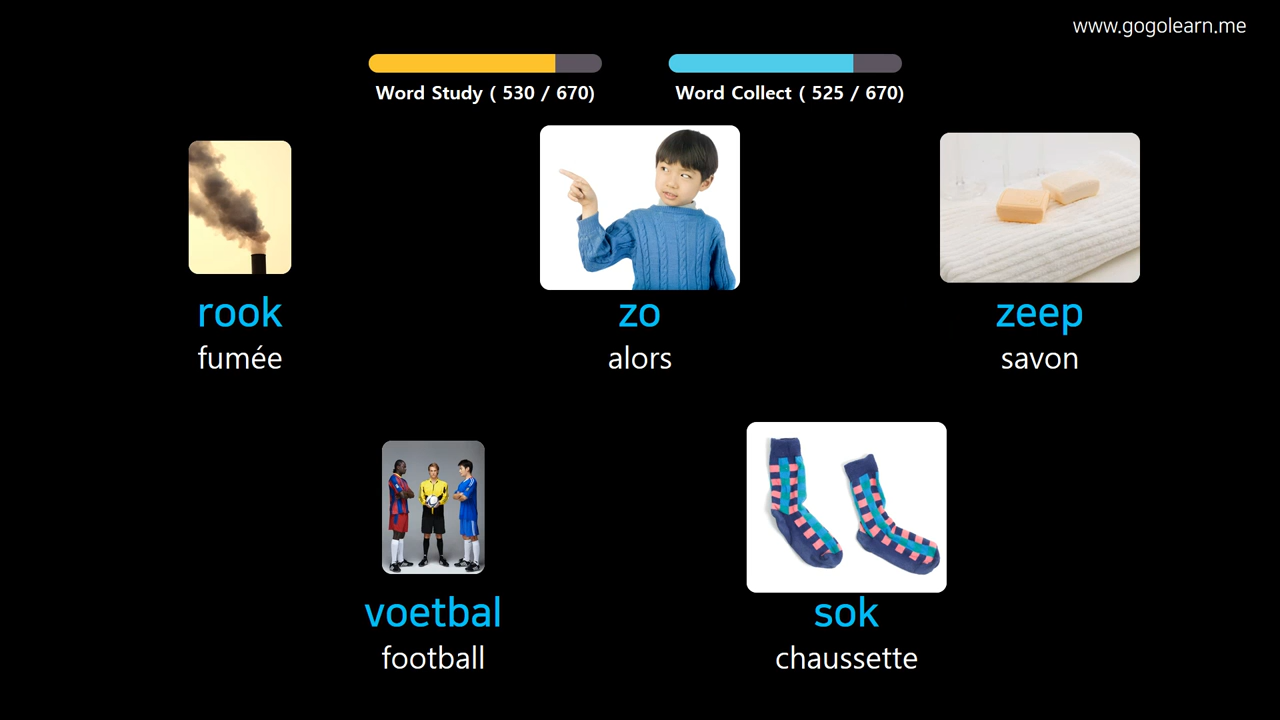 www.gogolearn.me
Word Study ( 530 / 670)
Word Collect ( 525 / 670)
rook
fumée
zo
alors
zeep
savon
voetbal
football
sok
chaussette